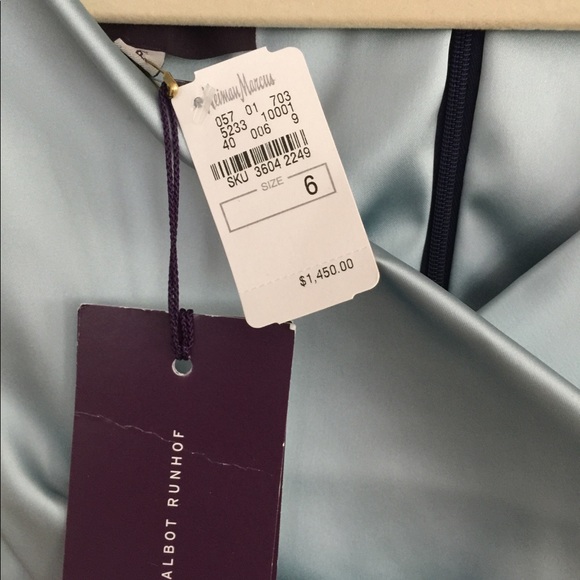 Neiman Marcus
057 01 703
5233 10001
40 006 9
SKU 3604 2249
SIZE
6
$1,450.00
ALBOT RUNHOF